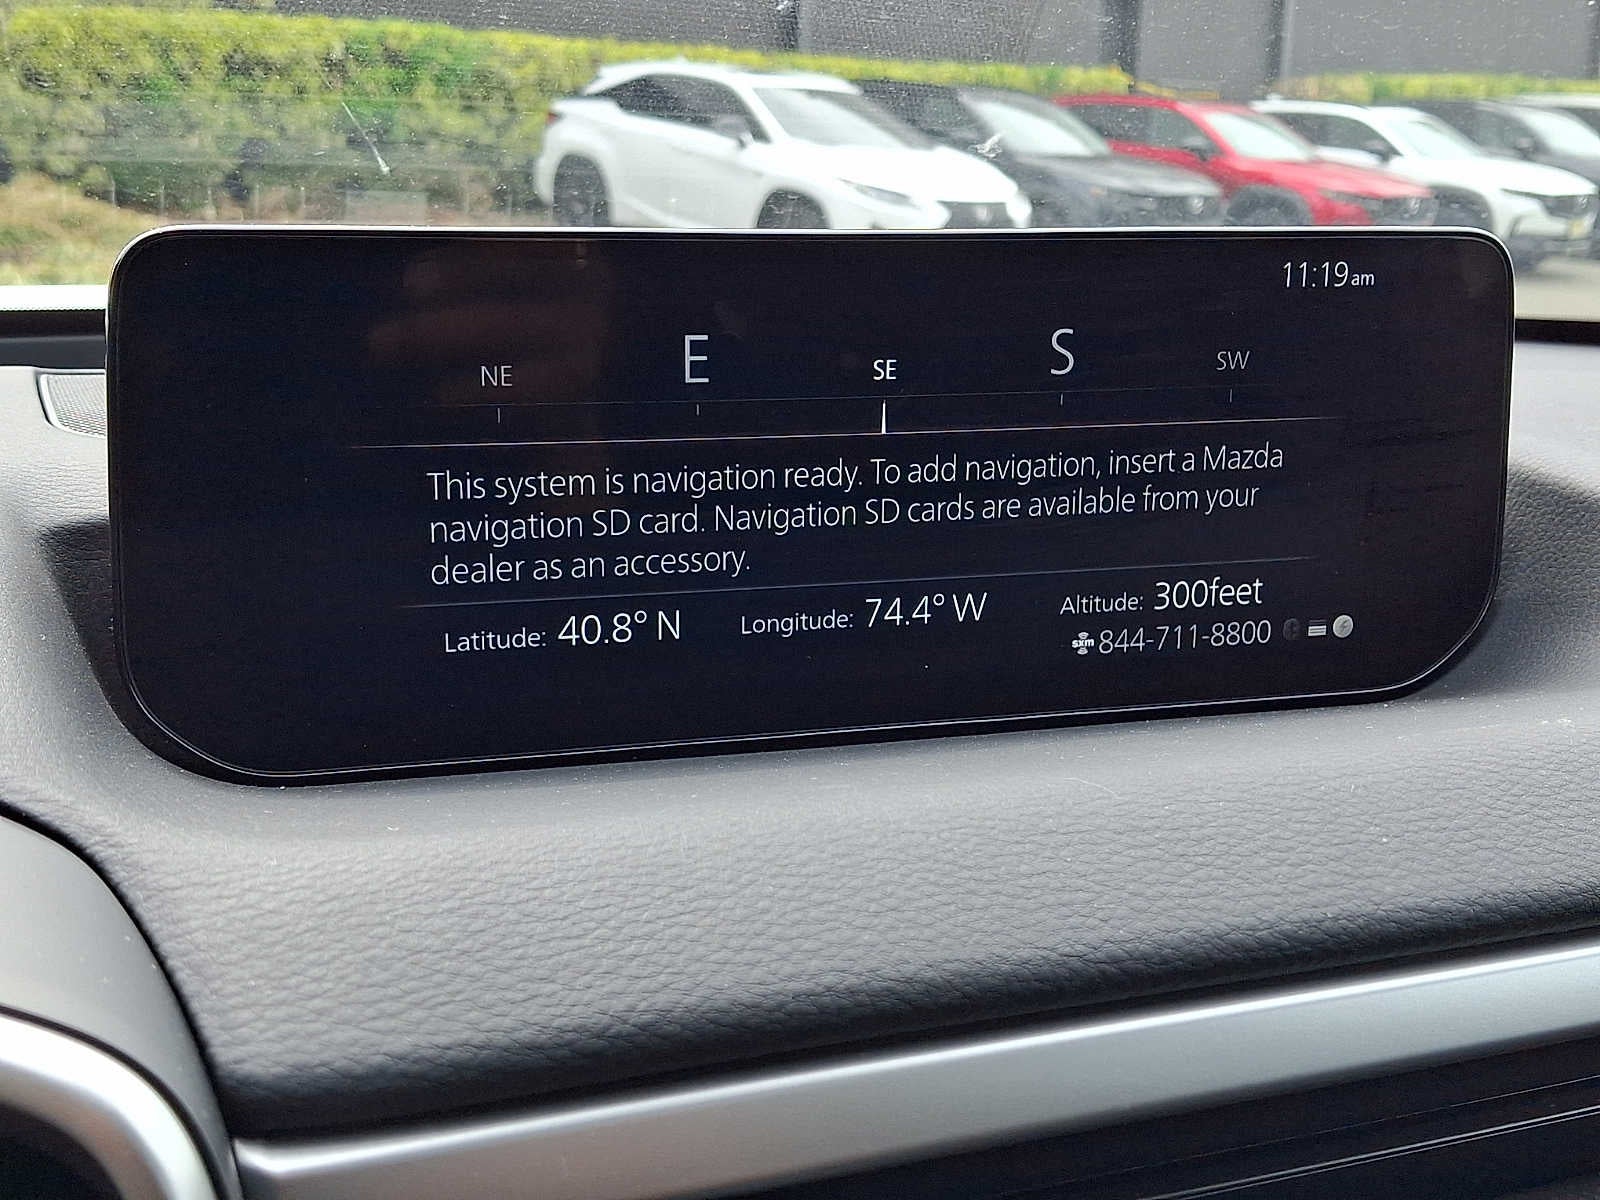 11:19am
NE E SE S SW
This system is navigation ready. To add navigation, insert a Mazda
navigation SD card. Navigation SD cards are available from your
dealer as an accessory.
Latitude: 40.8° N Longitude: 74.4° W Altitude: 300feet
sxm 844-711-8800